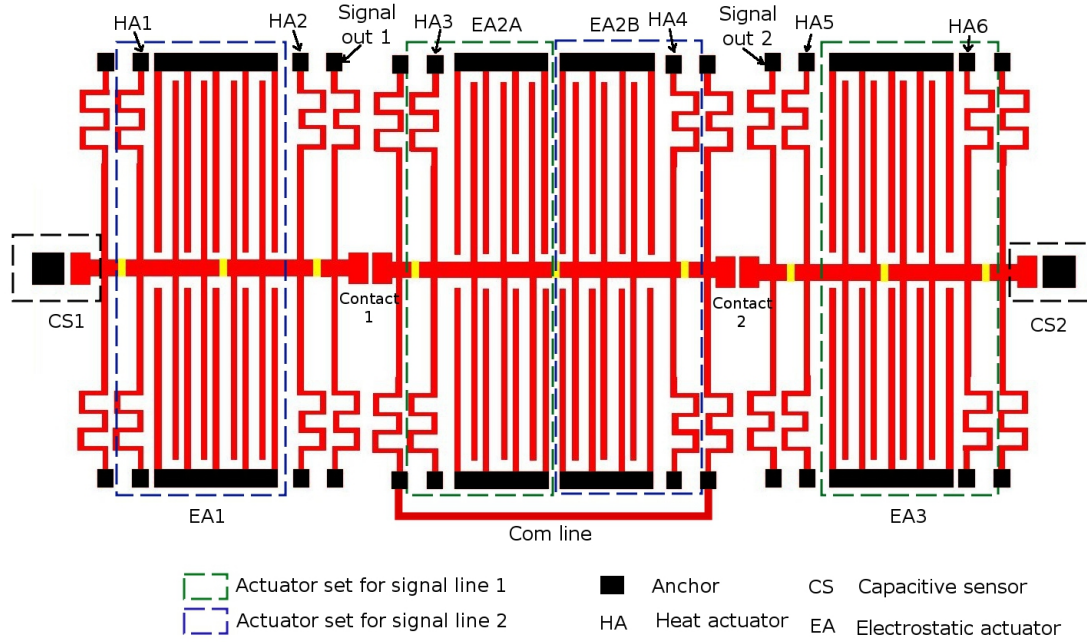 HA1
HA2
Signal
out 1
HA3
EA2A
EA2B
HA4
Signal
out 2
HA5
HA6
CS1
Contact
1
Contact
2
CS2
EA1
Com line
EA3
Actuator set for signal line 1
Anchor
CS Capacitive sensor
Actuator set for signal line 2
HA Heat actuator
EA Electrostatic actuator